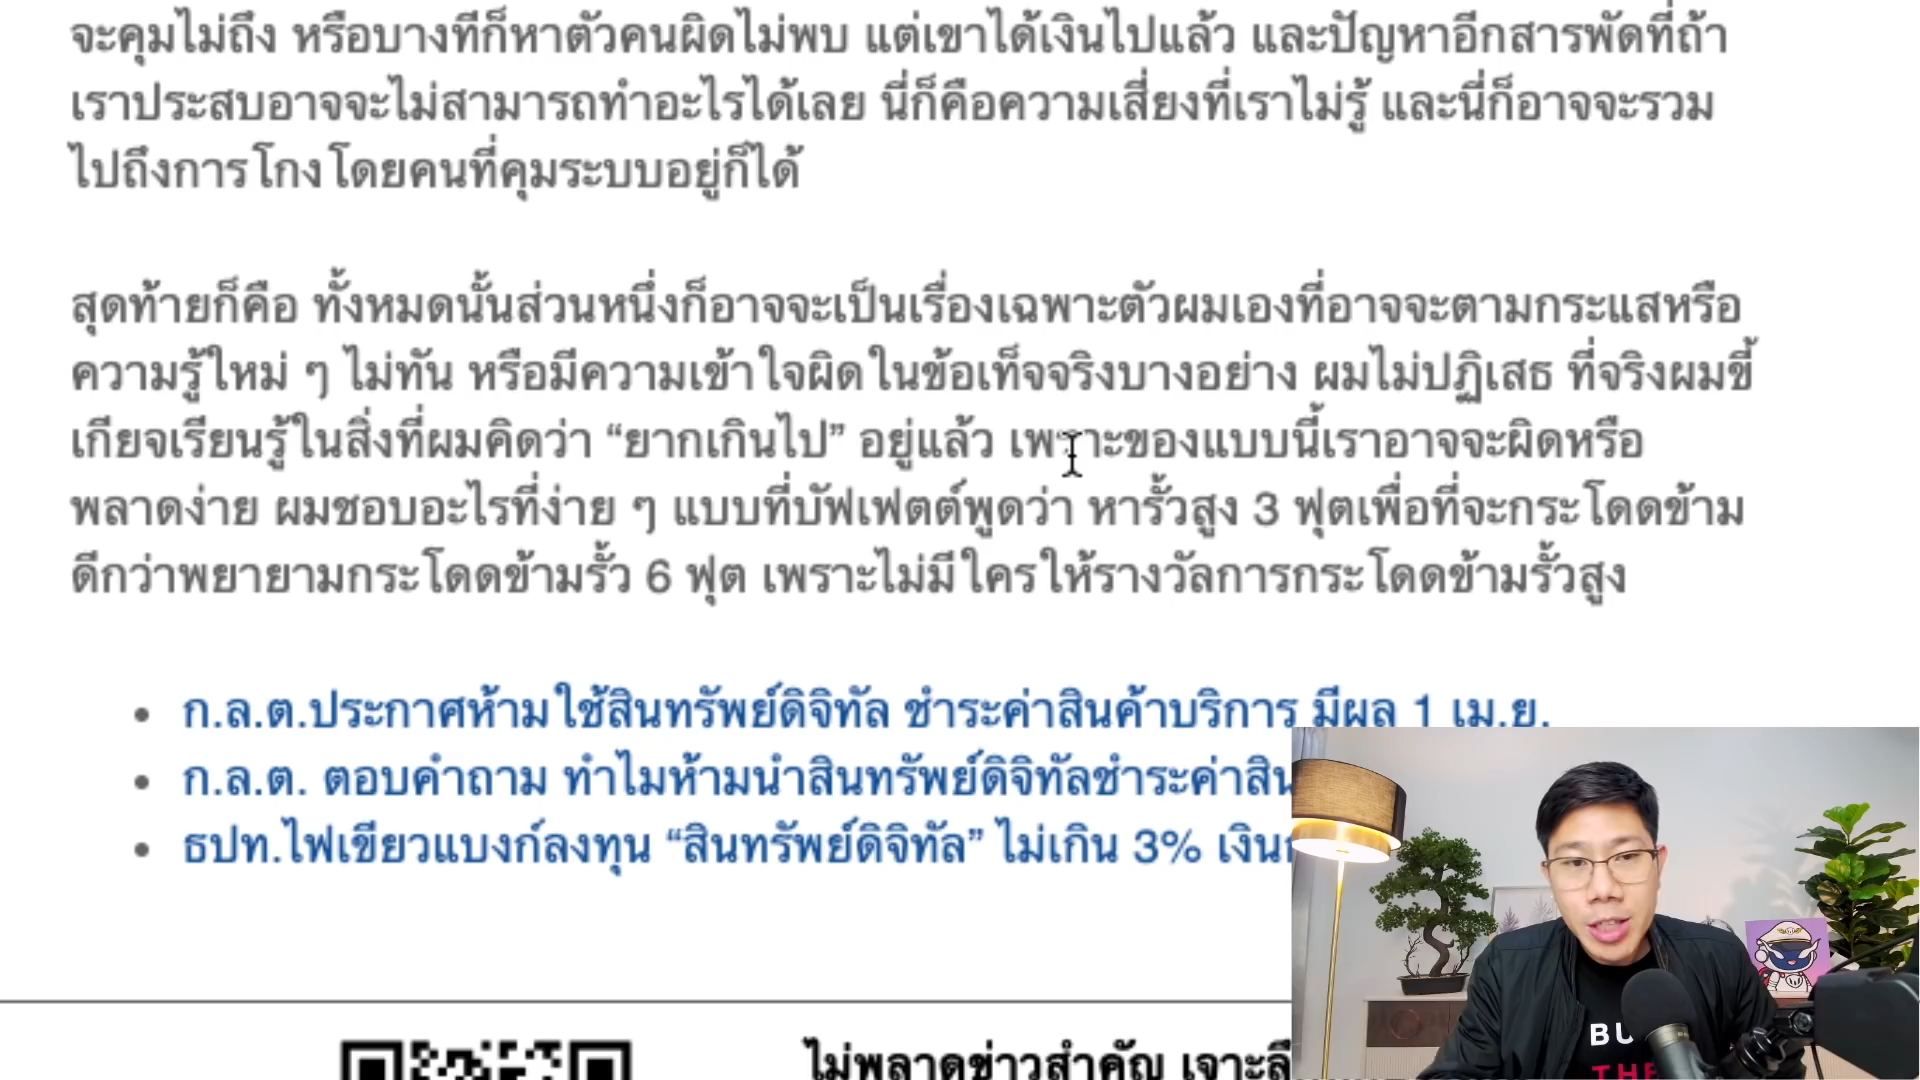 จะคุมไม่ถึง หรือบางทีก็หาตัวคนผิดไม่พบ แต่เขาได้เงินไปแล้ว และปัญหาอีกสารพัดที่ถ้า
เราประสบอาจจะไม่สามารถทำอะไรได้เลย นี่ก็คือความเสี่ยงที่เราไม่รู้ และนี่ก็อาจจะรวม
ไปถึงการโกงโดยคนที่คุมระบบอยู่ก็ได้
สุดท้ายก็คือ ทั้งหมดนั้นส่วนหนึ่งก็อาจจะเป็นเรื่องเฉพาะตัวผมเองที่อาจจะตามกระแสหรือ
ความรู้ใหม่ ๆ ไม่ทัน หรือมีความเข้าใจผิดในข้อเท็จจริงบางอย่าง ผมไม่ปฏิเสธ ที่จริงผมขี้
เกียจเรียนรู้ในสิ่งที่ผมคิดว่า “ยากเกินไป” อยู่แล้ว เพราะของแบบนี้เราอาจจะผิดหรือ
พลาดง่าย ผมชอบอะไรที่ง่าย ๆ แบบที่บัฟเฟตต์พูดว่า หารั้วสูง 3 ฟุตเพื่อที่จะกระโดดข้าม
ดีกว่าพยายามกระโดดข้ามรั้ว 6 ฟุต เพราะไม่มีใครให้รางวัลการกระโดดข้ามรั้วสูง
• ก.ล.ต.ประกาศห้ามใช้สินทรัพย์ดิจิทัล ชำระค่าสินค้าบริการ มีผล 1 เม.ย.
• ก.ล.ต. ตอบคำถาม ทำไมห้ามนำสินทรัพย์ดิจิทัลชำระค่าสิน
• ธปท.ไฟเขียวแบงก์ลงทุน “สินทรัพย์ดิจิทัล” ไม่เกิน 3% เงิน
ไม่พลาดข่าวสำคัญ เจาะลึ
BU
THE